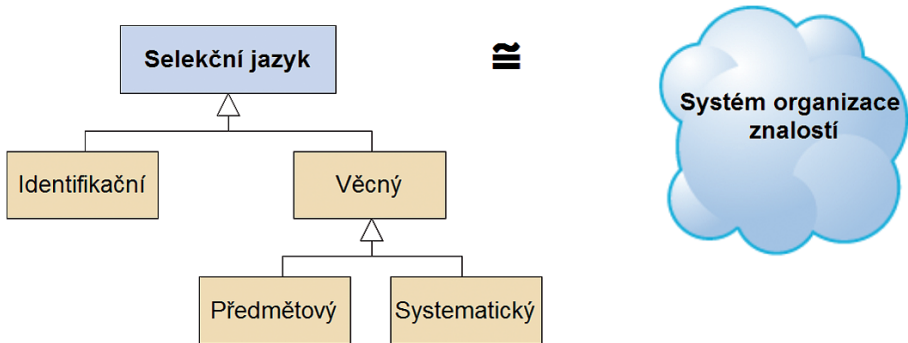 Selekční jazyk
≅
Systém organizace
znalostí
Identifikační
Věcný
Předmětový
Systematický